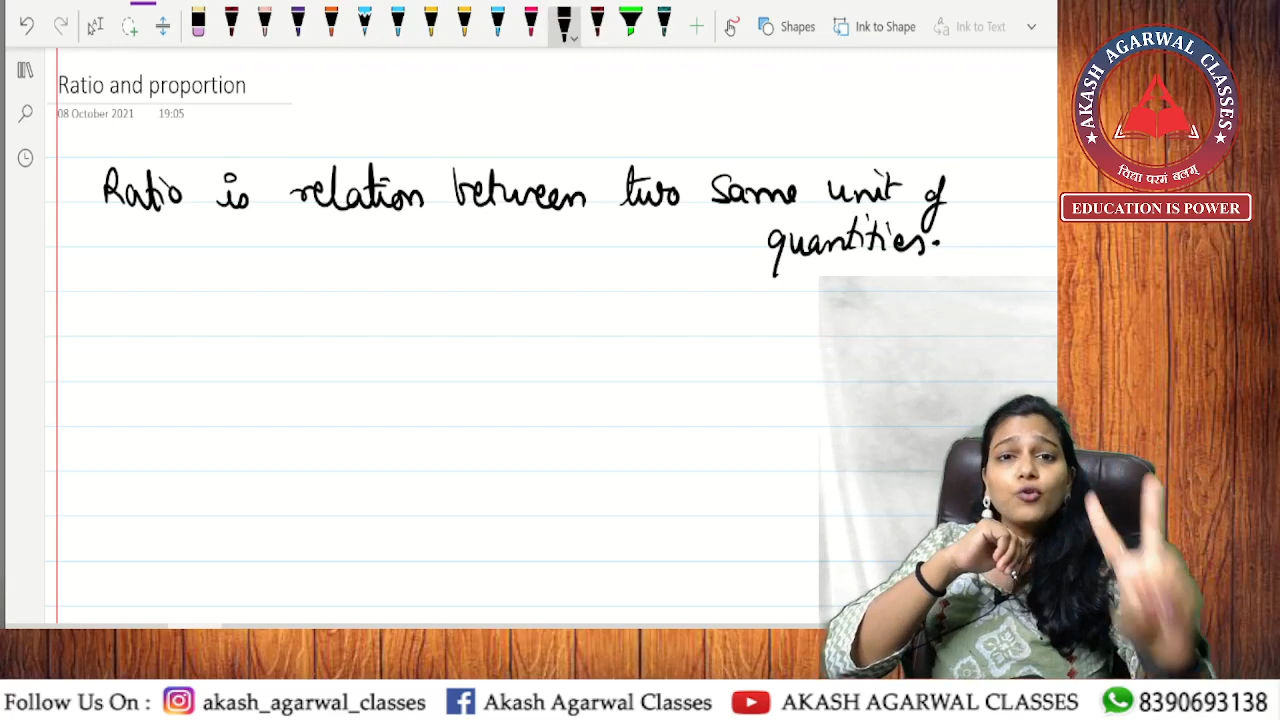 Shapes
Ink to Shape
Ink to Text
Ratio and proportion
08 October 2021 19:05
Ratio is relation between two same unit of
quantities.
AKASH AGARWAL CLASSES
विद्या परमं बलम्
EDUCATION IS POWER
Follow Us On : akash_agarwal_classes Akash Agarwal Classes AKASH AGARWAL CLASSES 8390693138